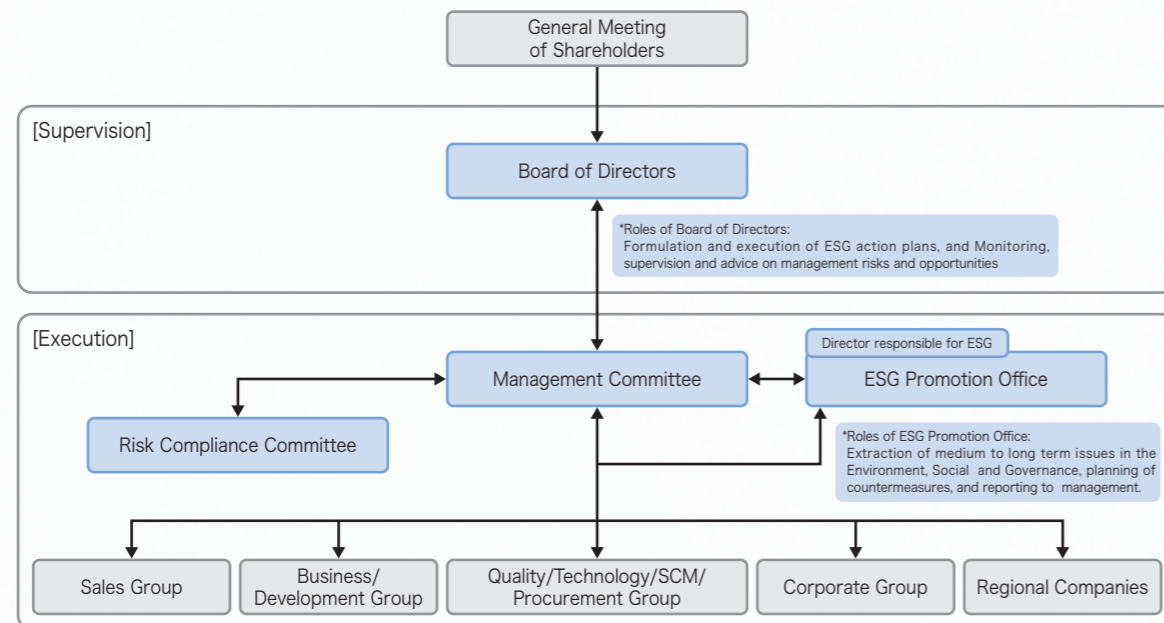 General Meeting
of Shareholders
[Supervision]
Board of Directors
*Roles of Board of Directors:
Formulation and execution of ESG action plans, and Monitoring,
supervision and advice on management risks and opportunities
[Execution]
Director responsible for ESG
Management Committee
ESG Promotion Office
Risk Compliance Committee
*Roles of ESG Promotion Office:
Extraction of medium to long term issues in the
Environment, Social and Governance, planning of
countermeasures, and reporting to management.
Sales Group
Business/
Development Group
Quality/Technology/SCM/
Procurement Group
Corporate Group
Regional Companies